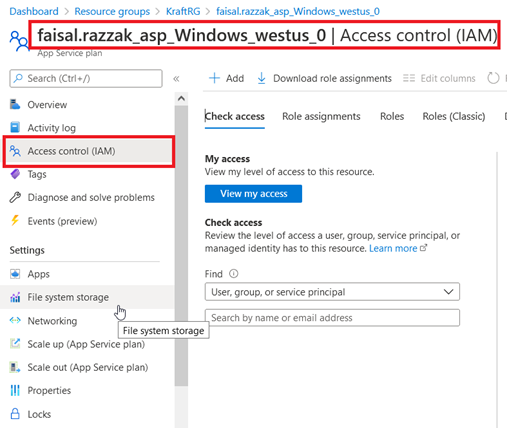 Dashboard > Resource groups > KraftRG > faisal.razzak_asp_Windows_westus_0
faisal.razzak_asp_Windows_westus_0 | Access control (IAM)
App Service plan
Search (Ctrl+/)
«
+ Add
Download role assignments
Edit columns
Overview
Activity log
Access control (IAM)
Tags
Diagnose and solve problems
Events (preview)
Settings
Apps
File system storage
Networking
Scale up (App Service plan)
Scale out (App Service plan)
Properties
Locks
File system storage
Check access
Role assignments
Roles
Roles (Classic)
My access
View my level of access to this resource.
View my access
Check access
Review the level of access a user, group, service principal, or
managed identity has to this resource. Learn more
Find
User, group, or service principal
Search by name or email address